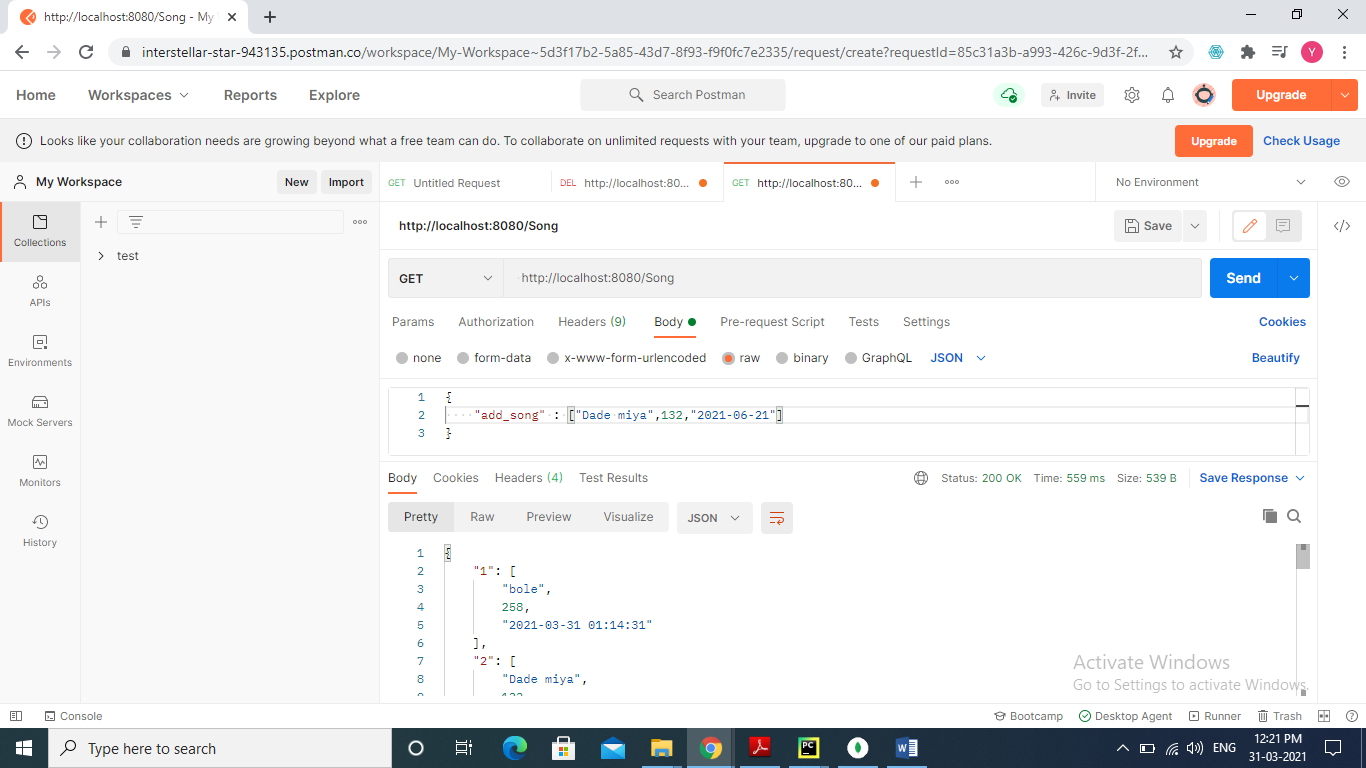 http://localhost:8080/Song - My
interstellar-star-943135.postman.co/workspace/My-Workspace~5d3f17b2-5a85-43d7-8f93-f9f0fc7e2335/request/create?requestId=85c31a3b-a993-426c-9d3f-2f...
Y
Home Workspaces Reports Explore Search Postman Invite Upgrade
Looks like your collaboration needs are growing beyond what a free team can do. To collaborate on unlimited requests with your team, upgrade to one of our paid plans. Upgrade Check Usage
My Workspace New Import GET Untitled Request DEL http://localhost:80... GET http://localhost:80... No Environment
Collections
APIs
Environments
Mock Servers
Monitors
History
test
http://localhost:8080/Song Save
GET http://localhost:8080/Song Send
Params Authorization Headers (9) Body Pre-request Script Tests Settings Cookies
none form-data x-www-form-urlencoded raw binary GraphQL JSON Beautify
1 {
2 "add_song" : ["Dade miya",132,"2021-06-21"]
3 }
Body Cookies Headers (4) Test Results Status: 200 OK Time: 559 ms Size: 539 B Save Response
Pretty Raw Preview Visualize JSON
1 {
2 "1": [
3 "bole",
4 258,
5 "2021-03-31 01:14:31"
6 ],
7 "2": [
8 "Dade miya",
Activate Windows
Go to Settings to activate Windows.
Console Bootcamp Desktop Agent Runner Trash
Type here to search
PC
ENG
12:21 PM
31-03-2021